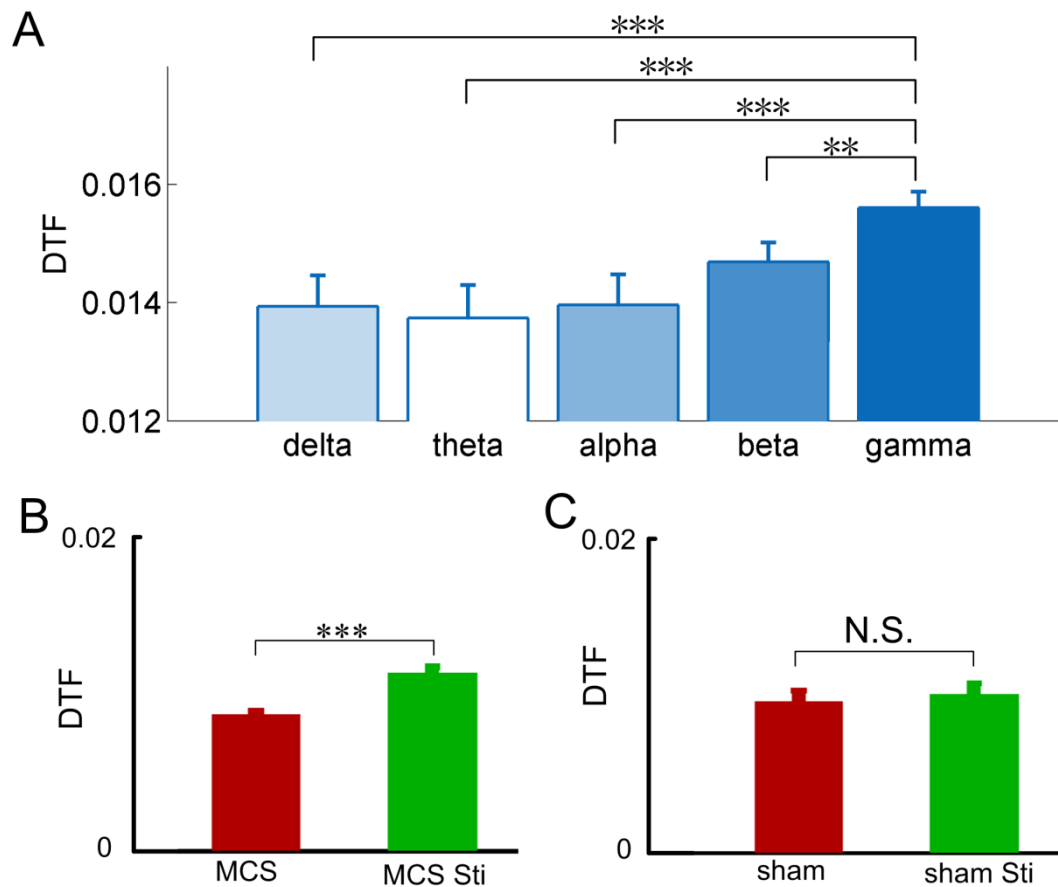 A
***
***
***
**
DTF
0.016
0.014
0.012
delta theta alpha beta gamma
B
0.02
***
DTF
0
MCS MCS Sti
C
0.02
N.S.
DTF
0
sham sham Sti